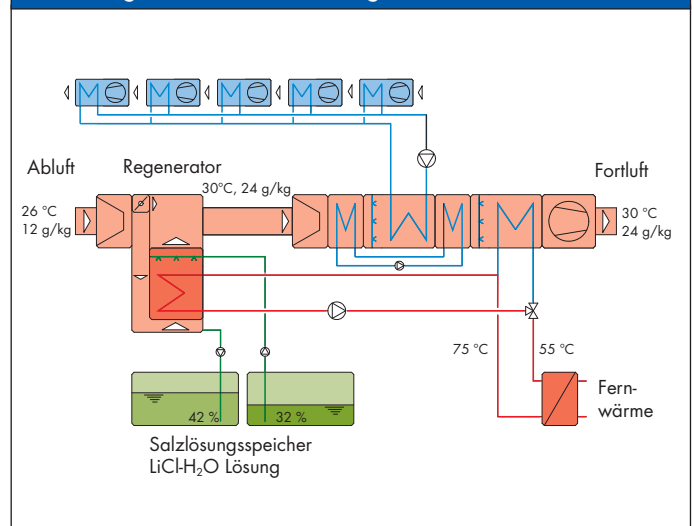 Abluft
Regenerator
30°C, 24 g/kg
Fortluft
26 °C
12 g/kg
30 °C
24 g/kg
75 °C
55 °C
Fern-
wärme
42 %
32 %
Salzlösungsspeicher
LiCl-H₂O Lösung